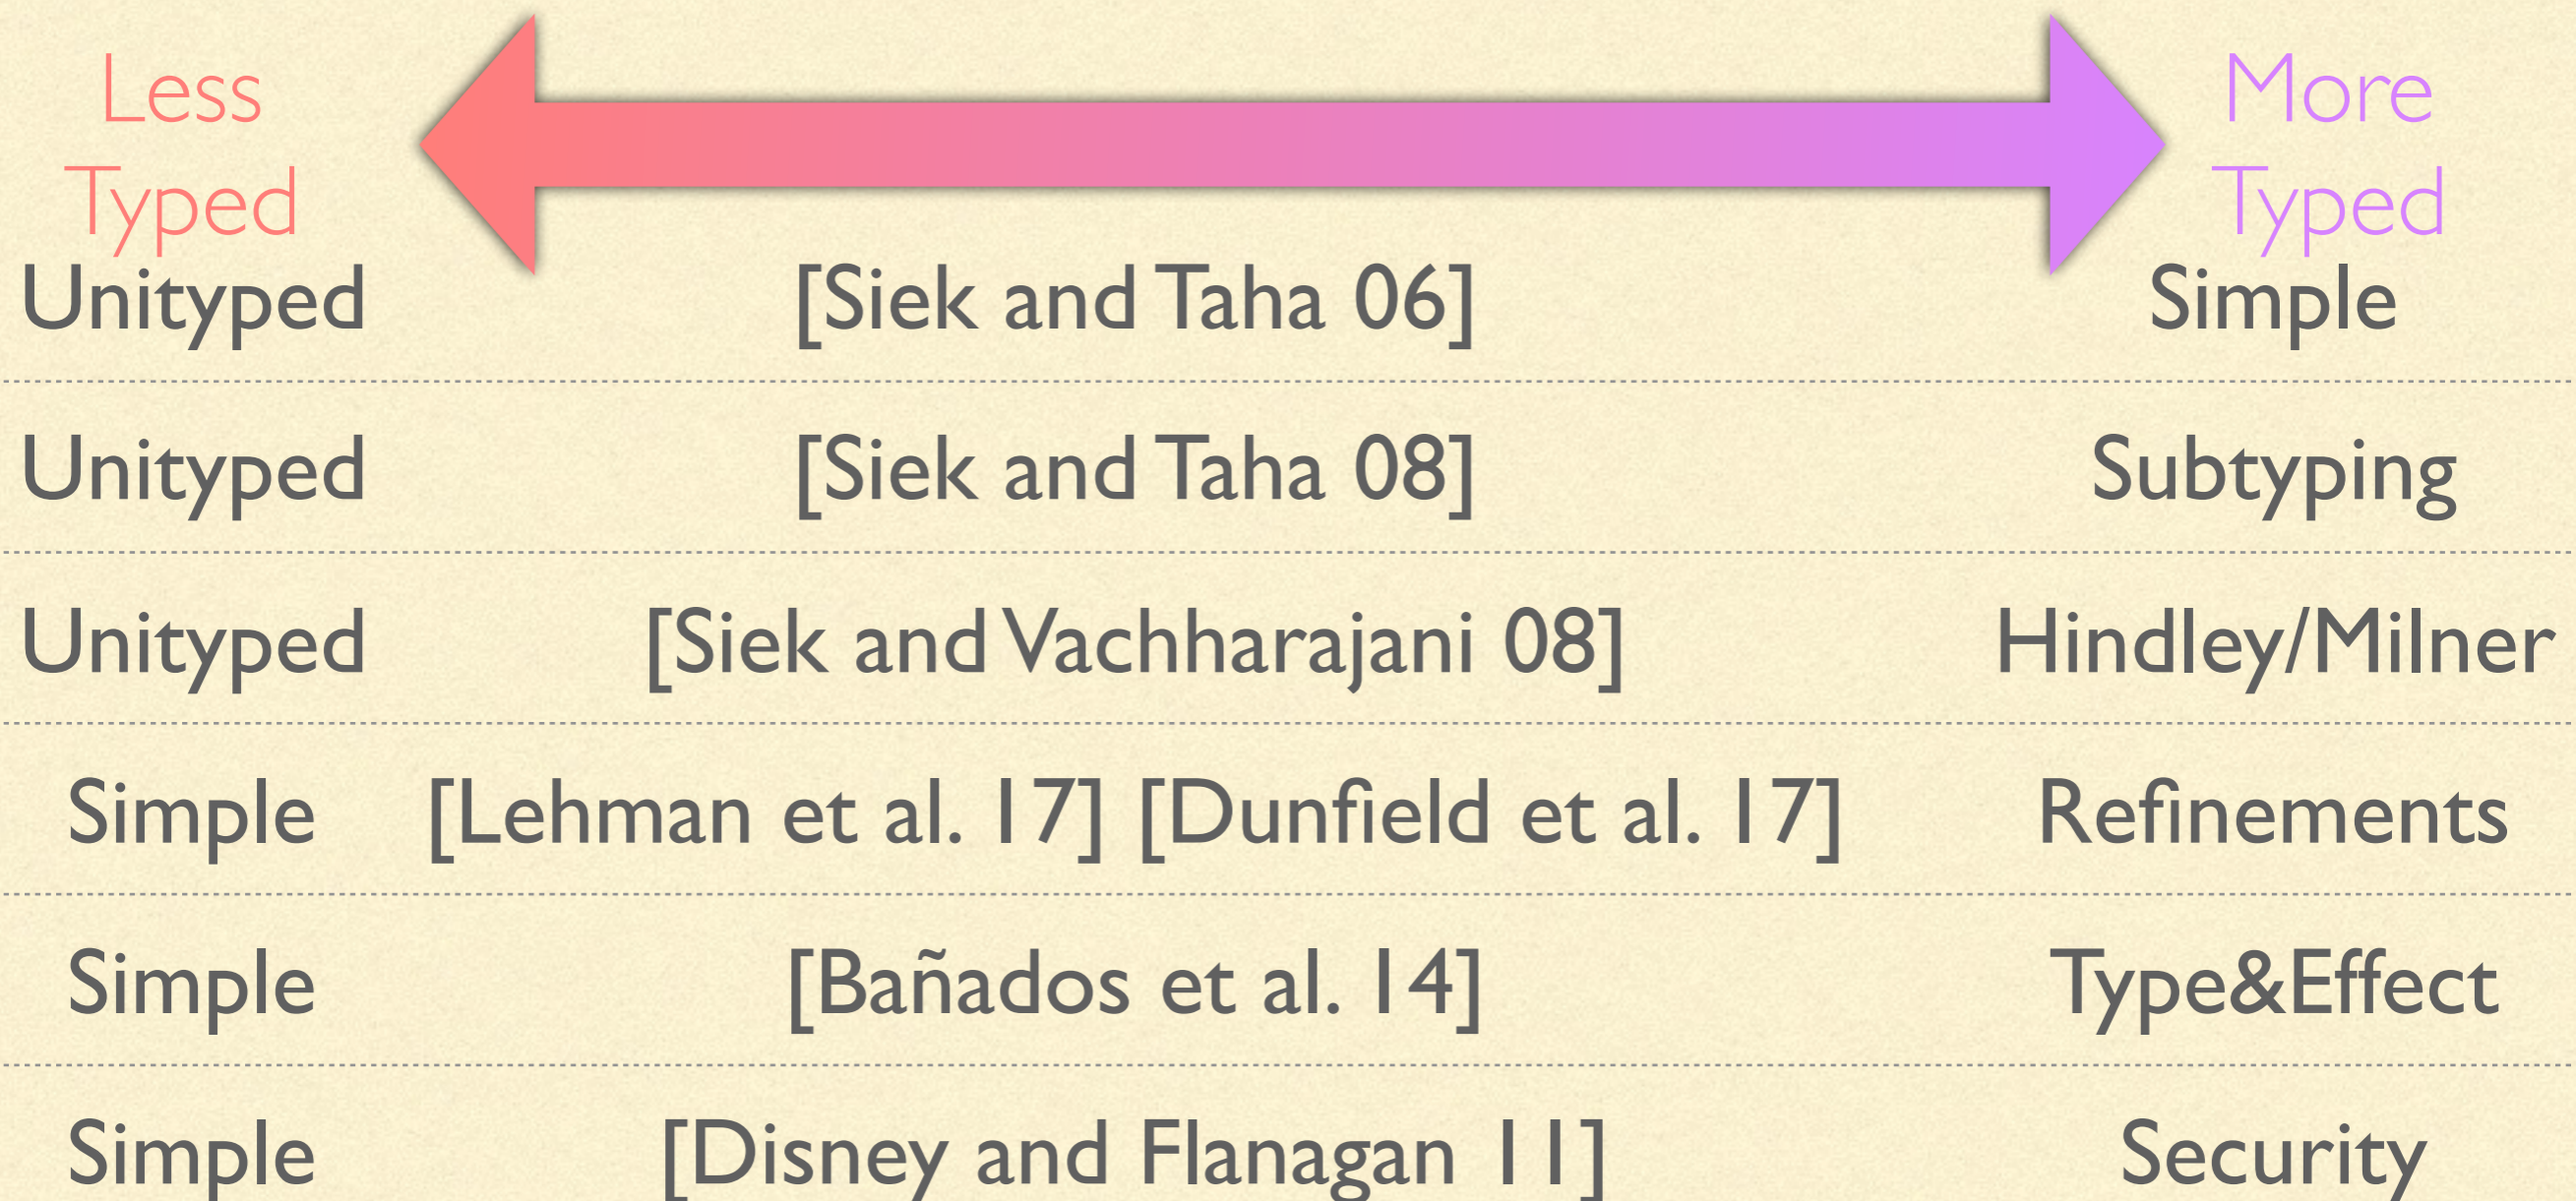 Less
Typed
More
Typed
Unityped [Siek and Taha 06] Simple
Unityped [Siek and Taha 08] Subtyping
Unityped [Siek and Vachharajani 08] Hindley/Milner
Simple [Lehman et al. 17] [Dunfield et al. 17] Refinements
Simple [Bañados et al. 14] Type&Effect
Simple [Disney and Flanagan 11] Security